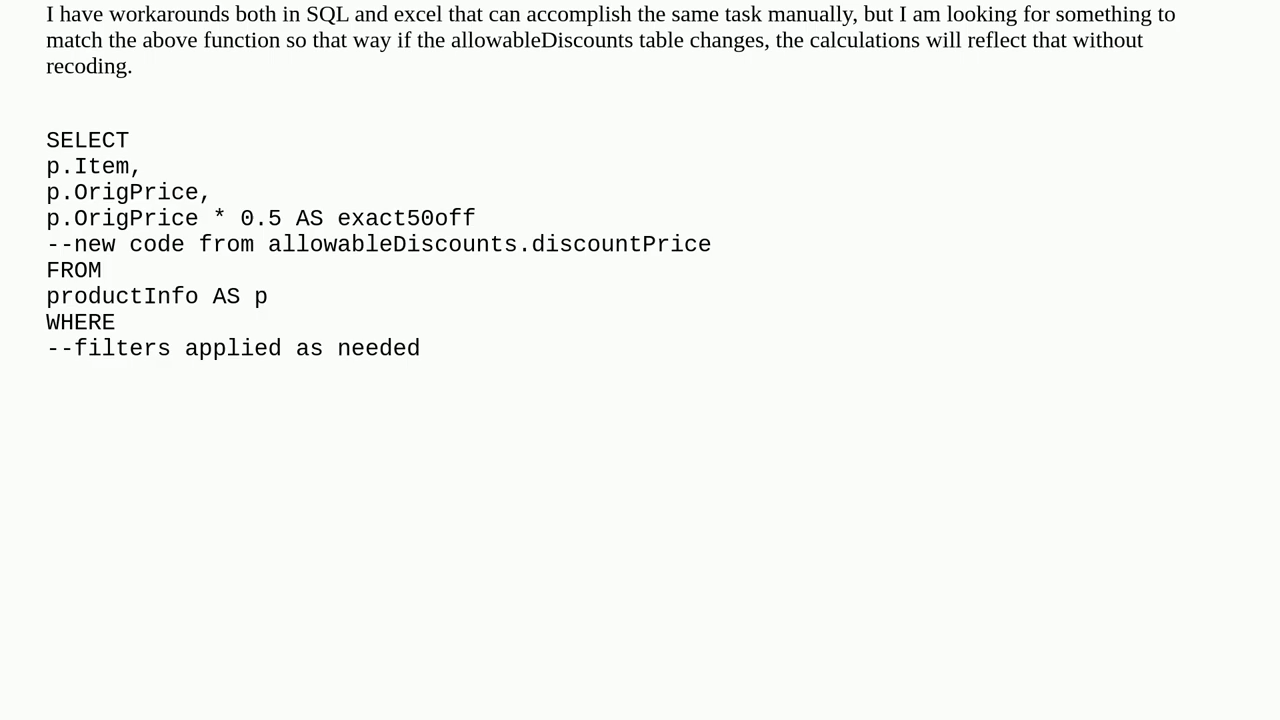 I have workarounds both in SQL and excel that can accomplish the same task manually, but I am looking for something to
match the above function so that way if the allowableDiscounts table changes, the calculations will reflect that without
recoding.
SELECT
p.Item,
p.OrigPrice,
p.OrigPrice * 0.5 AS exact50off
--new code from allowableDiscounts.discountPrice
FROM
productInfo AS p
WHERE
--filters applied as needed